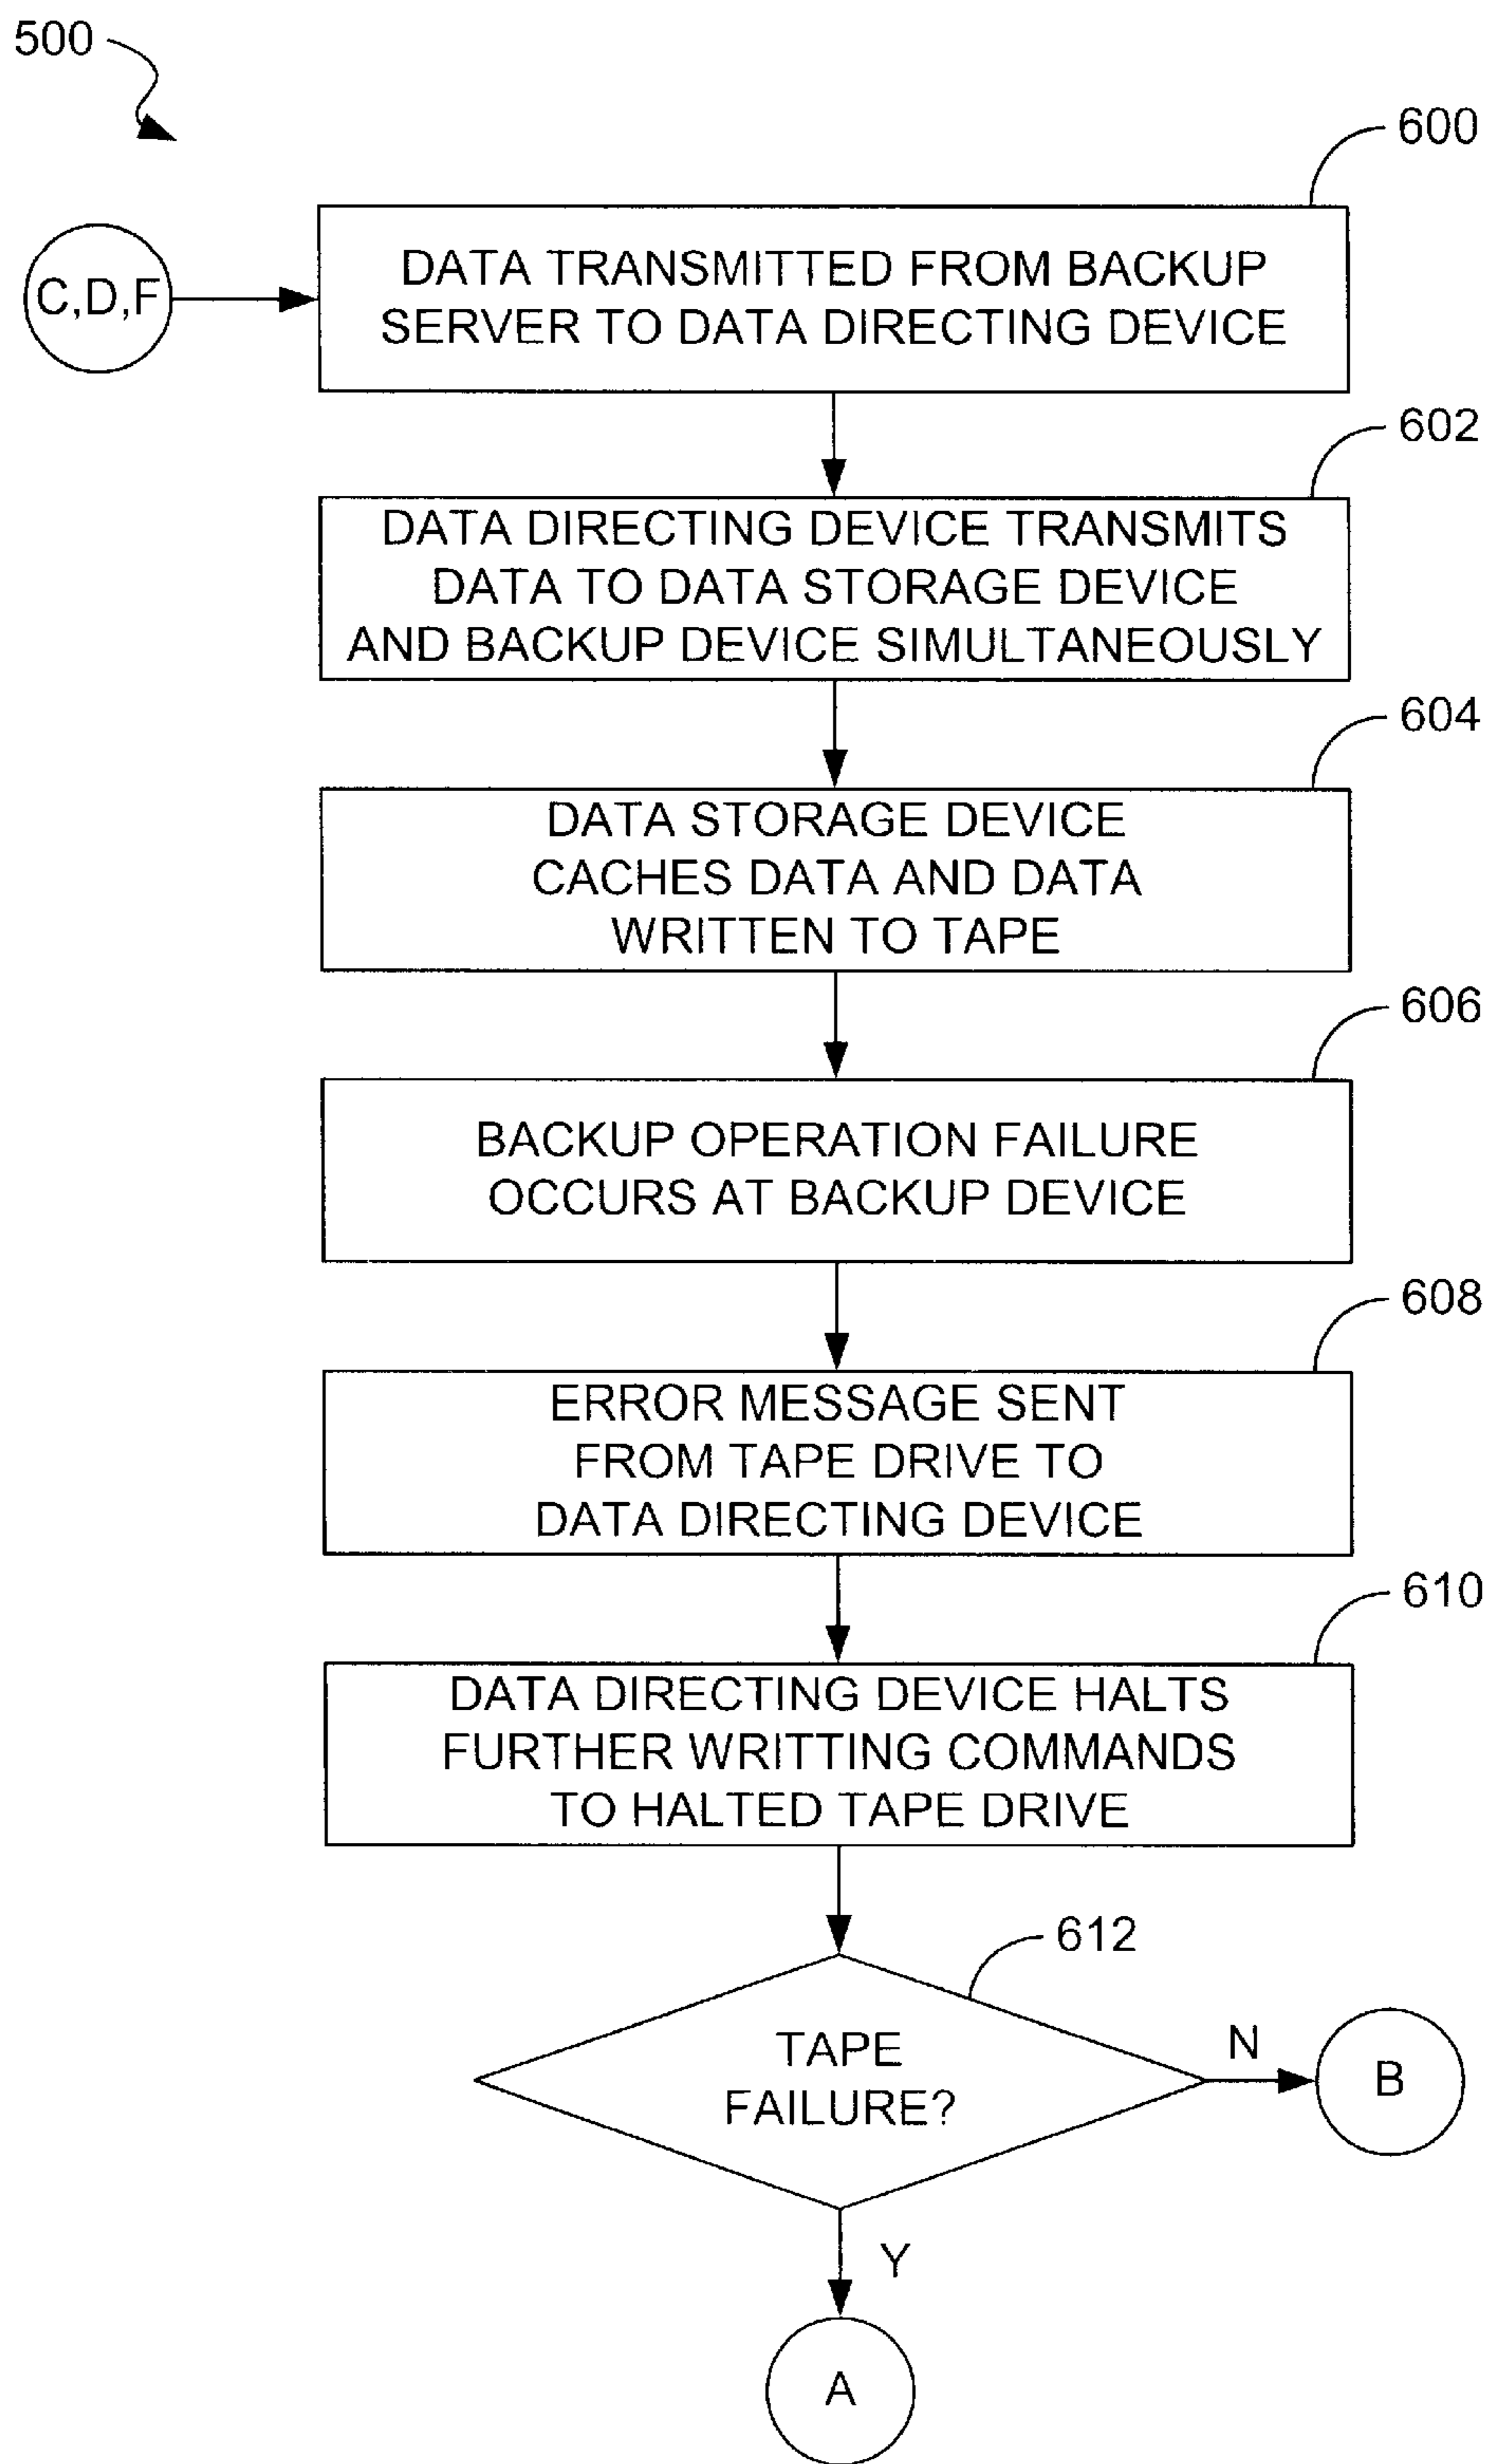 500
600
C,D,F
DATA TRANSMITTED FROM BACKUP
SERVER TO DATA DIRECTING DEVICE
602
DATA DIRECTING DEVICE TRANSMITS
DATA TO DATA STORAGE DEVICE
AND BACKUP DEVICE SIMULTANEOUSLY
604
DATA STORAGE DEVICE
CACHES DATA AND DATA
WRITTEN TO TAPE
606
BACKUP OPERATION FAILURE
OCCURS AT BACKUP DEVICE
608
ERROR MESSAGE SENT
FROM TAPE DRIVE TO
DATA DIRECTING DEVICE
610
DATA DIRECTING DEVICE HALTS
FURTHER WRITTING COMMANDS
TO HALTED TAPE DRIVE
612
TAPE
FAILURE?
N
B
Y
A